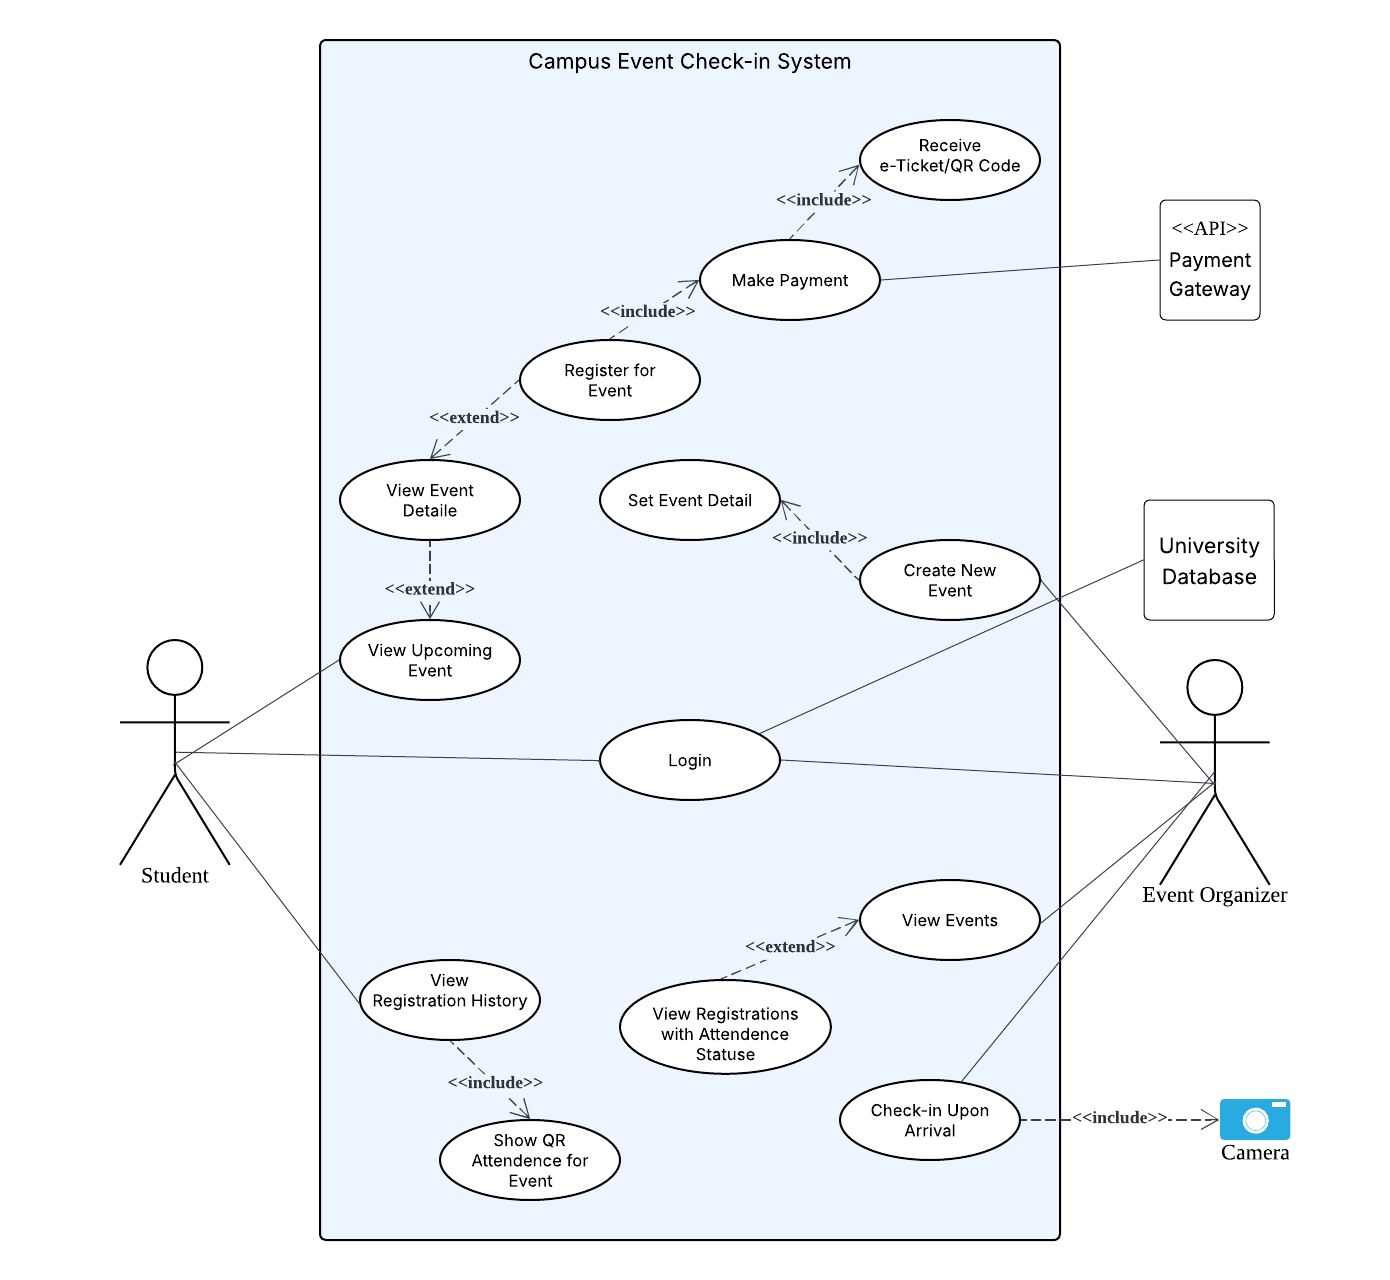 Campus Event Check-in System
Receive
e-Ticket/QR Code
<<include>>
<<API>>
Payment
Gateway
Make Payment
<<include>>
Register for
Event
<<extend>>
View Event
Detaile
Set Event Detail
<<include>>
University
Database
Create New
Event
<<extend>>
View Upcoming
Event
Login
Student
Event Organizer
View Events
<<extend>>
View
Registration History
View Registrations
with Attendence
Statuse
<<include>>
Check-in Upon
Arrival
<<include>>
Camera
Show QR
Attendence for
Event